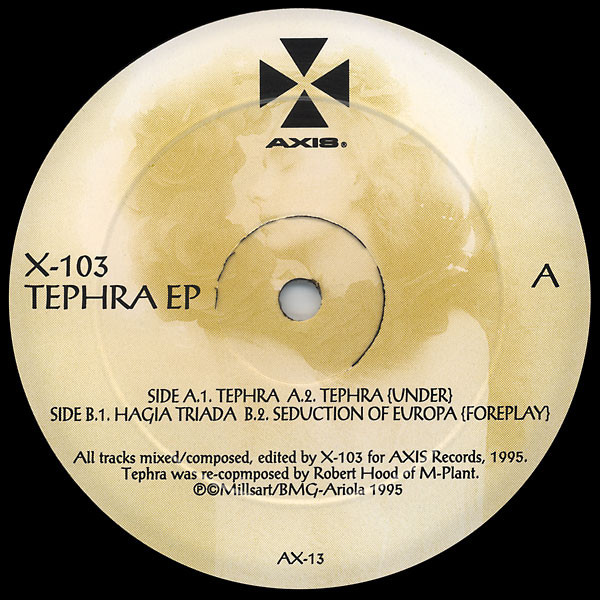 AXIS®
X-103
TEPHRA EP
A
SIDE A.1. TEPHRA A.2. TEPHRA {UNDER}
SIDE B.1. HAGIA TRIADA B.2. SEDUCTION OF EUROPA {FOREPLAY}
All tracks mixed/composed, edited by X-103 for AXIS Records, 1995.
Tephra was re-copmposed by Robert Hood of M-Plant.
℗©Millsart/BMG-Ariola 1995
AX-13